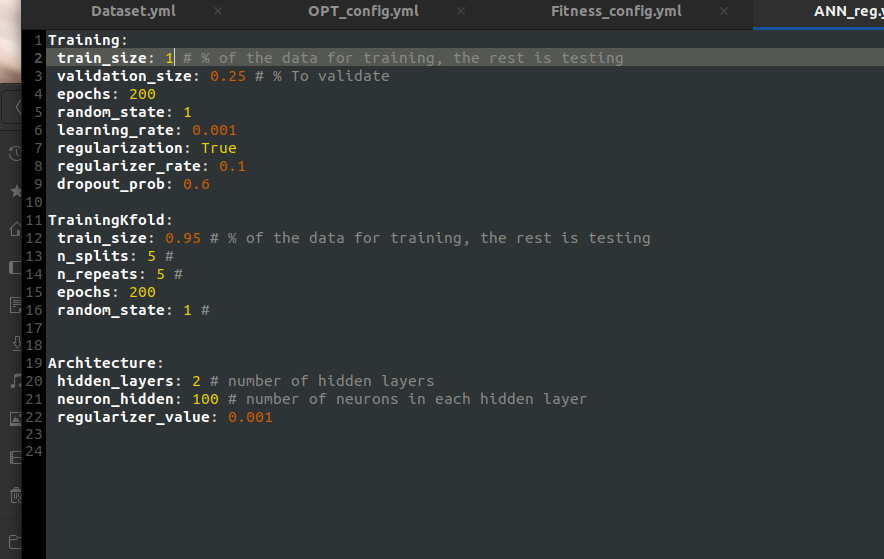 Dataset.yml × OPT_config.yml × Fitness_config.yml × ANN_reg.y
1 Training:
2 train_size: 1 # % of the data for training, the rest is testing
3 validation_size: 0.25 # % To validate
4 epochs: 200
5 random_state: 1
6 learning_rate: 0.001
7 regularization: True
8 regularizer_rate: 0.1
9 dropout_prob: 0.6
10
11 TrainingKfold:
12 train_size: 0.95 # % of the data for training, the rest is testing
13 n_splits: 5 #
14 n_repeats: 5 #
15 epochs: 200
16 random_state: 1 #
17
18
19 Architecture:
20 hidden_layers: 2 # number of hidden layers
21 neuron_hidden: 100 # number of neurons in each hidden layer
22 regularizer_value: 0.001
23
24